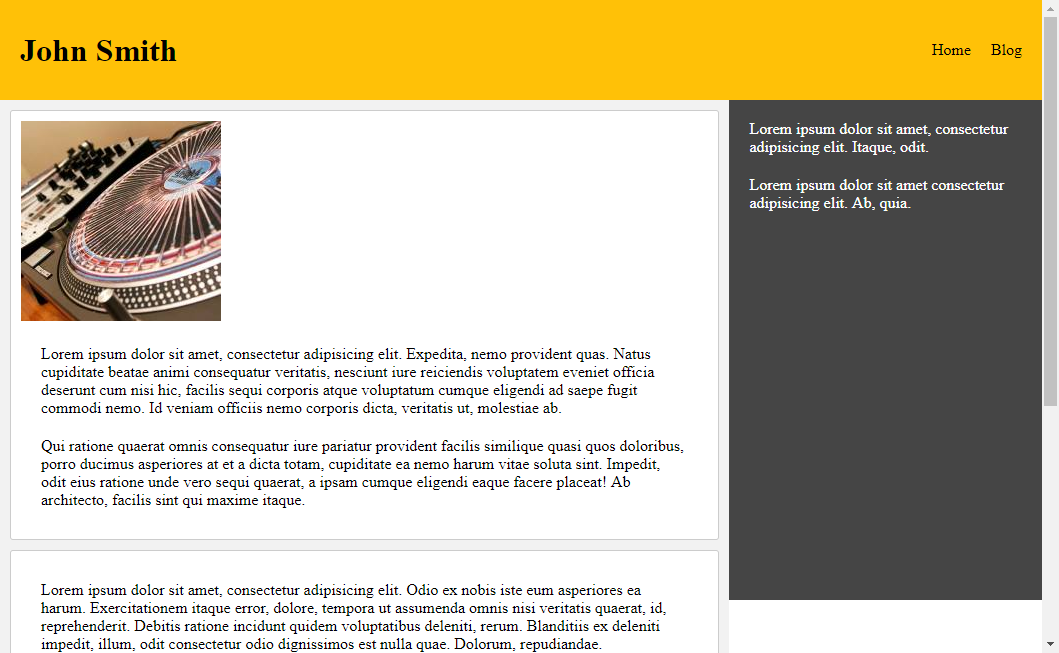 John Smith
Home Blog
Lorem ipsum dolor sit amet, consectetur adipisicing elit. Expedita, nemo provident quas. Natus
cupiditate beatae animi consequatur veritatis, nesciunt iure reiciendis voluptatem eveniet officia
deserunt cum nisi hic, facilis sequi corporis atque voluptatum cumque eligendi ad saepe fugit
commodi nemo. Id veniam officiis nemo corporis dicta, veritatis ut, molestiae ab.
Qui ratione quaerat omnis consequatur iure pariatur provident facilis similique quasi quos doloribus,
porro ducimus asperiores at et a dicta totam, cupiditate ea nemo harum vitae soluta sint. Impedit,
odit eius ratione unde vero sequi quaerat, a ipsam cumque eligendi eaque facere placeat! Ab
architecto, facilis sint qui maxime itaque.
Lorem ipsum dolor sit amet, consectetur adipisicing elit. Odio ex nobis iste eum asperiores ea
harum. Exercitationem itaque error, dolore, tempora ut assumenda omnis nisi veritatis quaerat, id,
reprehenderit. Debitis ratione incidunt quidem voluptatibus deleniti, rerum. Blanditiis ex deleniti
impedit, illum, odit consectetur odio dignissimos est nulla quae. Dolorum, repudiandae.
Lorem ipsum dolor sit amet, consectetur
adipisicing elit. Itaque, odit.
Lorem ipsum dolor sit amet consectetur
adipisicing elit. Ab, quia.